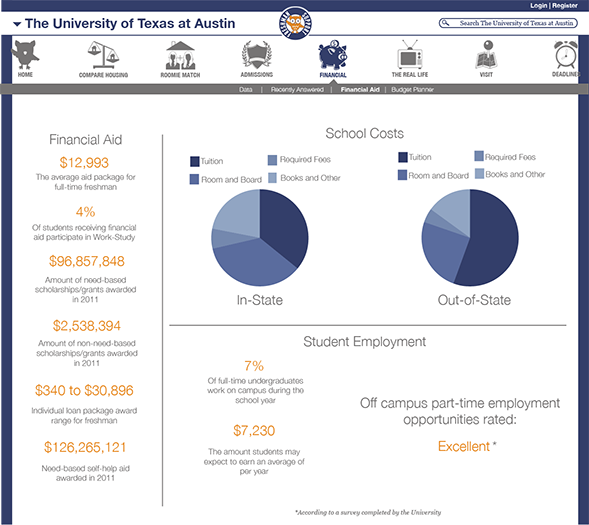 Login | Register
The University of Texas at Austin
Search The University of Texas at Austin
HOME
COMPARE HOUSING
ROOMIE MATCH
ADMISSIONS
FINANCIAL
THE REAL LIFE
VISIT
DEADLINE
Data | Recently Answered | Financial Aid | Budget Planner
Financial Aid
$12,993
The average aid package for
full-time freshman
4%
Of students receiving financial
aid participate in Work-Study
$96,857,848
Amount of need-based
scholarships/grants awarded
in 2011
$2,538,394
Amount of non-need-based
scholarships/grants awarded
in 2011
$340 to $30,896
Individual loan package award
range for freshman
$126,265,121
Need-based self-help aid
awarded in 2011
School Costs
Tuition
Required Fees
Room and Board
Books and Other
In-State
Tuition
Required Fees
Room and Board
Books and Other
Out-of-State
Student Employment
7%
Of full-time undergraduates
work on campus during the
school year
$7,230
The amount students may
expect to earn an average of
per year
Off campus part-time employment
opportunities rated:
Excellent *
*According to a survey completed by the University